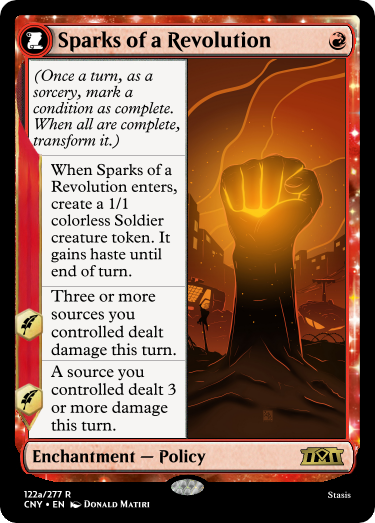 Sparks of a Revolution
(Once a turn, as a
sorcery, mark a
condition as complete.
When all are complete,
transform it.)
When Sparks of a
Revolution enters,
create a 1/1
colorless Soldier
creature token. It
gains haste until
end of turn.
Three or more
sources you
controlled dealt
damage this turn.
A source you
controlled dealt 3
or more damage
this turn.
Enchantment — Policy
122a/277 R
CNY • EN Donald Matiri
Stasis